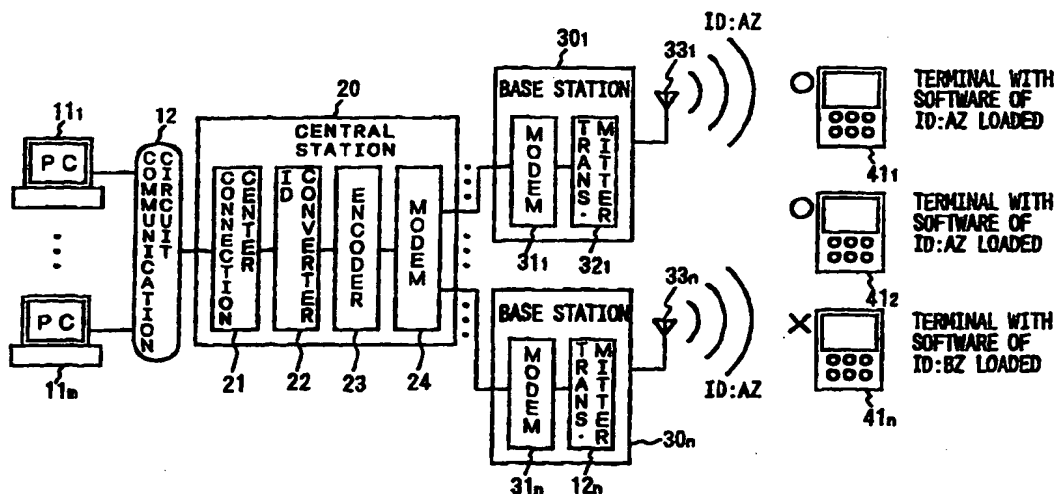 ID:AZ
30₁
33₁
BASE STATION
MODEM
TRANS.
MITTER
31₁
32₁
20
CENTRAL
STATION
11₁
PC
12
COMMUNICATION
CIRCUIT
CONNECTION
CENTER
ID
CONVERTER
ENCODER
MODEM
21
22
23
24
PC
11m
33n
BASE STATION
MODEM
TRANS.
MITTER
ID:AZ
30n
31n
12n
TERMINAL WITH
SOFTWARE OF
ID:AZ LOADED
41₁
TERMINAL WITH
SOFTWARE OF
ID:AZ LOADED
41₂
X
TERMINAL WITH
SOFTWARE OF
ID:BZ LOADED
41n